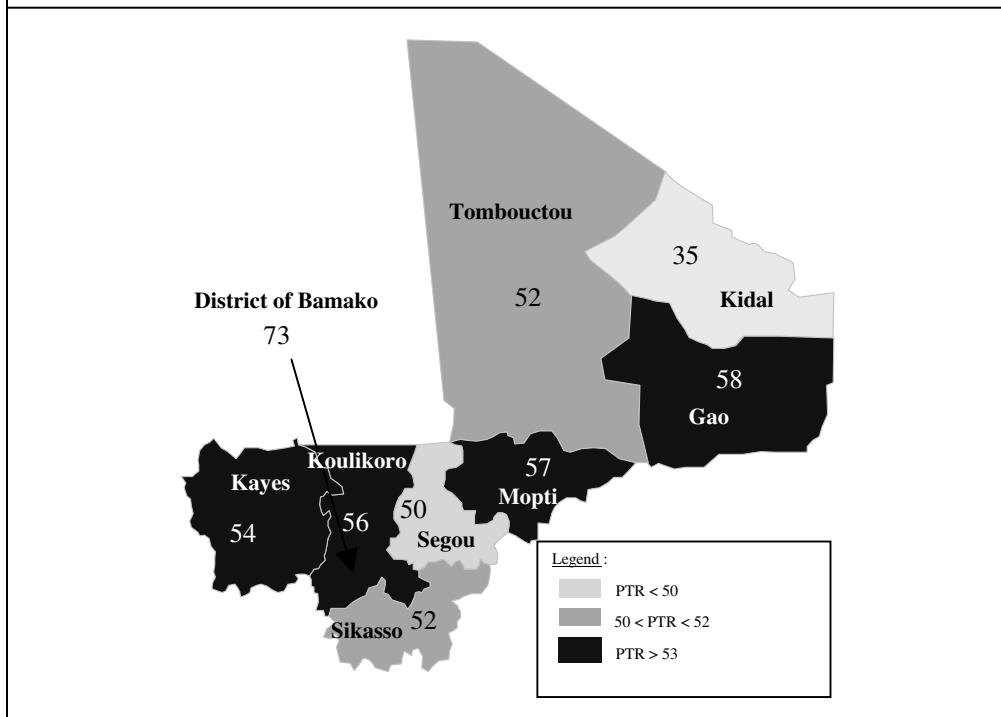 Tombouctou
52
35
Kidal
District of Bamako
73
58
Gao
Koulikoro
Kayes
54
56
50
Segou
57
Mopti
Sikasso
52
Legend :
PTR < 50
50 < PTR < 52
PTR > 53